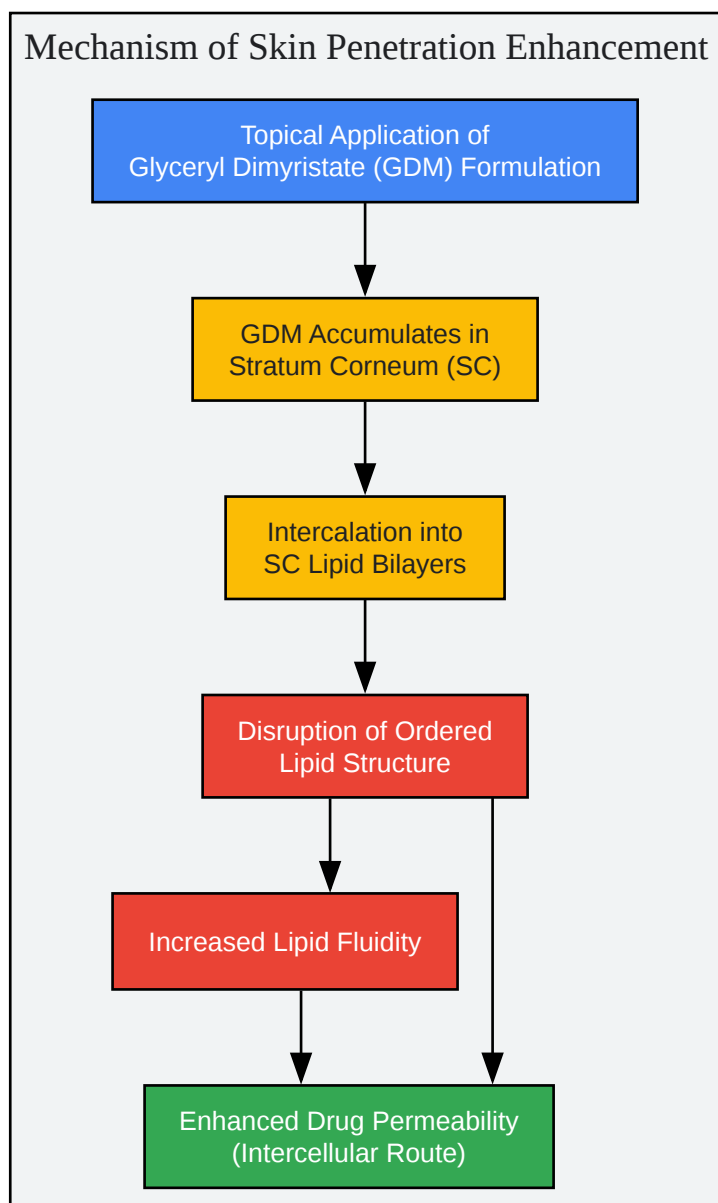 Mechanism of Skin Penetration Enhancement
Topical Application of
Glyceryl Dimyristate (GDM) Formulation
GDM Accumulates in
Stratum Corneum (SC)
Intercalation into
SC Lipid Bilayers
Disruption of Ordered
Lipid Structure
Increased Lipid Fluidity
Enhanced Drug Permeability
(Intercellular Route)